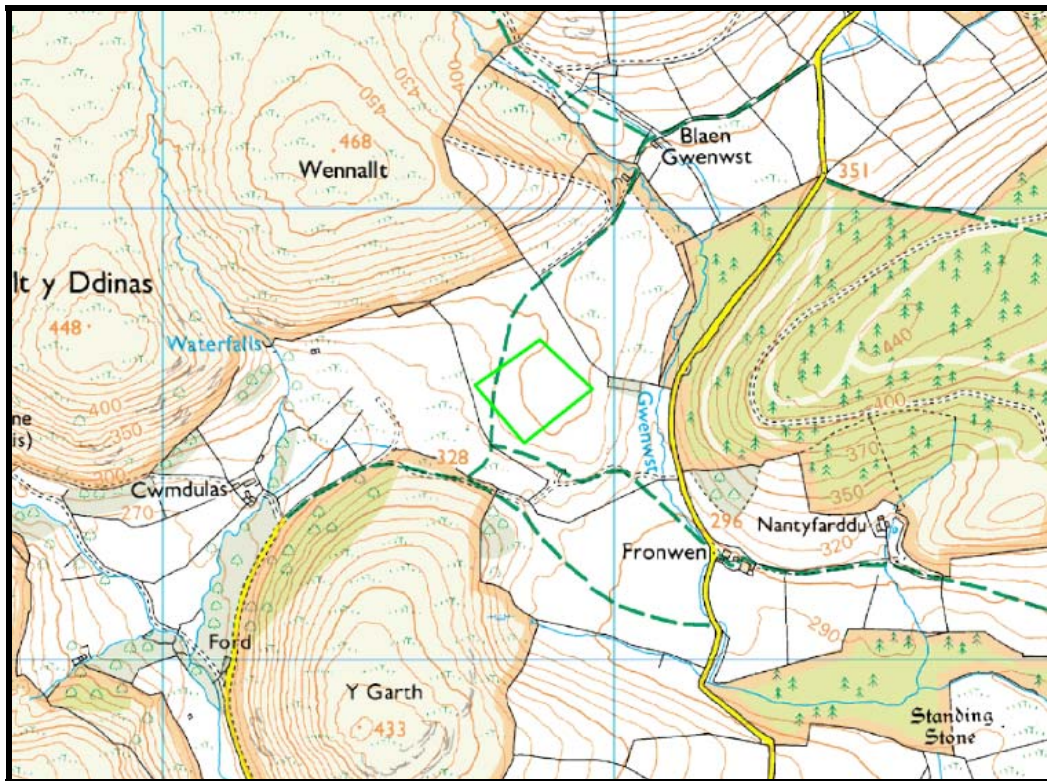 400
430
450
468
Wennallt
Blaen
Gwenwst
351
lt y Ddinas
448
Waterfalls
440
400
400
350
ne
is)
300
Gwenwst
370
328
350
Cwmdulas
270
296
Nantyfarddu
320
Fronwen
290
Ford
Y Garth
433
Standing
Stone